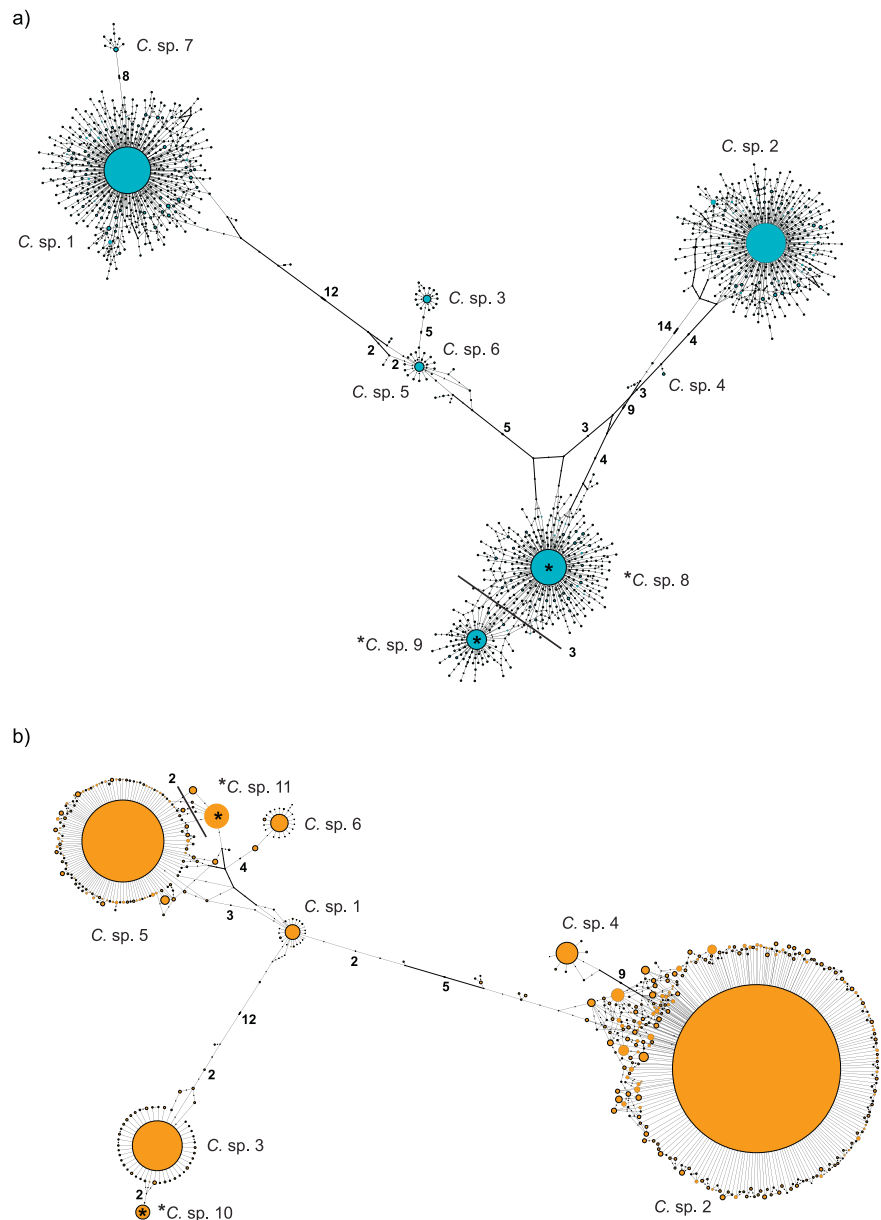 a)
C. sp. 7
8
C. sp. 2
C. sp. 1
12
C. sp. 3
5
14
4
2
C. sp. 6
2
C. sp. 5
C. sp. 4
3
9
5
3
4
*
*C. sp. 8
*C. sp. 9
*
3
b)
2
*C. sp. 11
*
C. sp. 6
4
C. sp. 1
3
C. sp. 5
C. sp. 4
2
9
5
12
2
C. sp. 3
2
*
*C. sp. 10
C. sp. 2